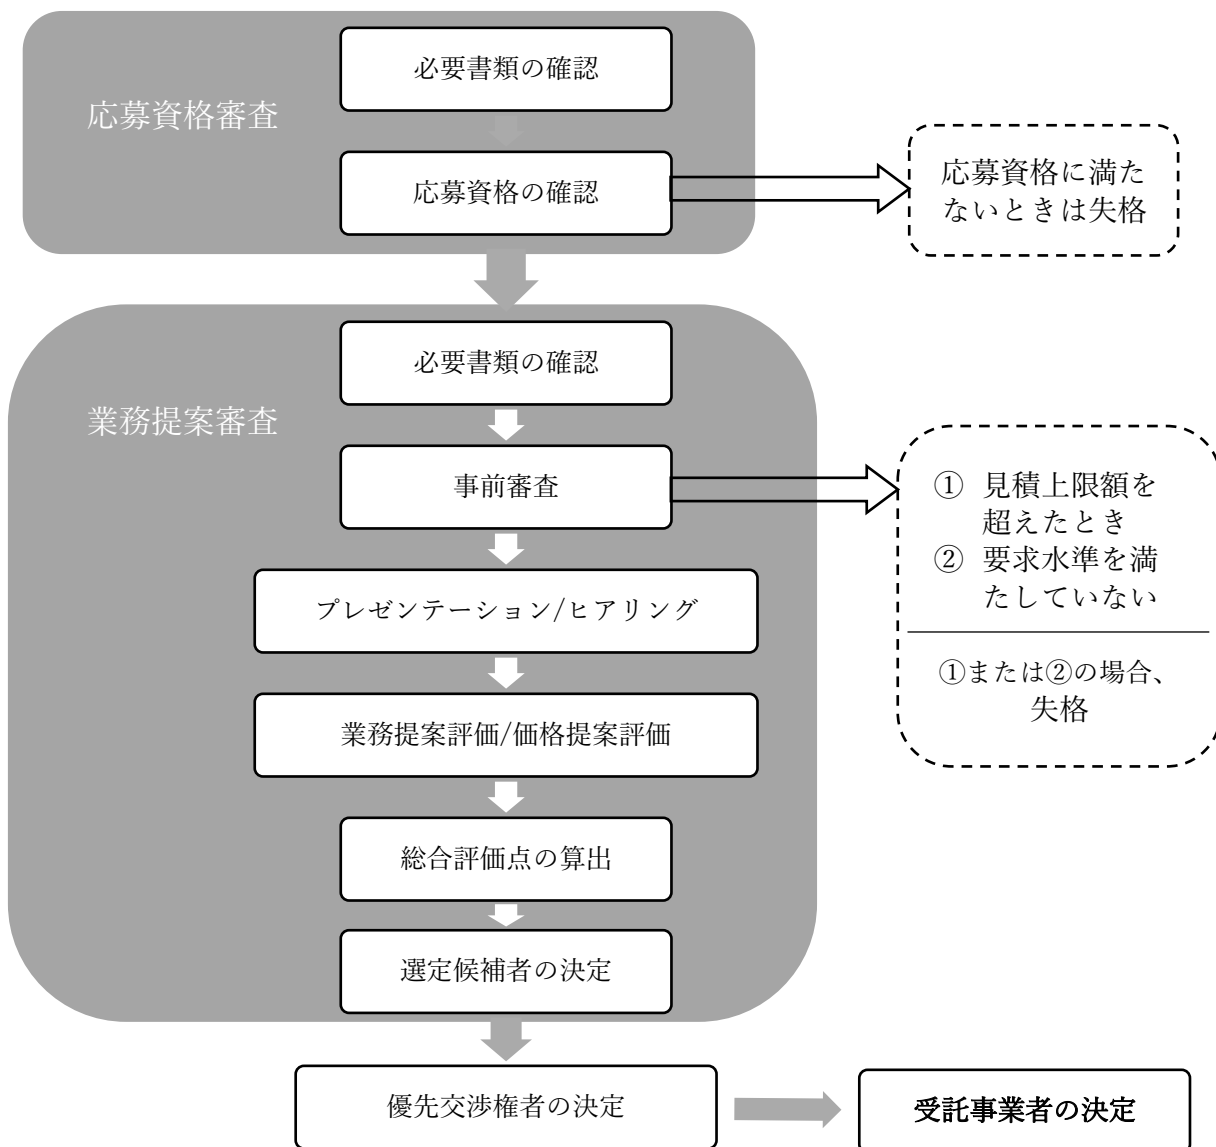 応募資格審査
必要書類の確認
応募資格の確認
応募資格に満た
ないときは失格
業務提案審査
必要書類の確認
事前審査
① 見積上限額を
超えたとき
② 要求水準を満
たしていない
①または②の場合、
失格
プレゼンテーション/ヒアリング
業務提案評価/価格提案評価
総合評価点の算出
選定候補者の決定
優先交渉権者の決定
受託事業者の決定